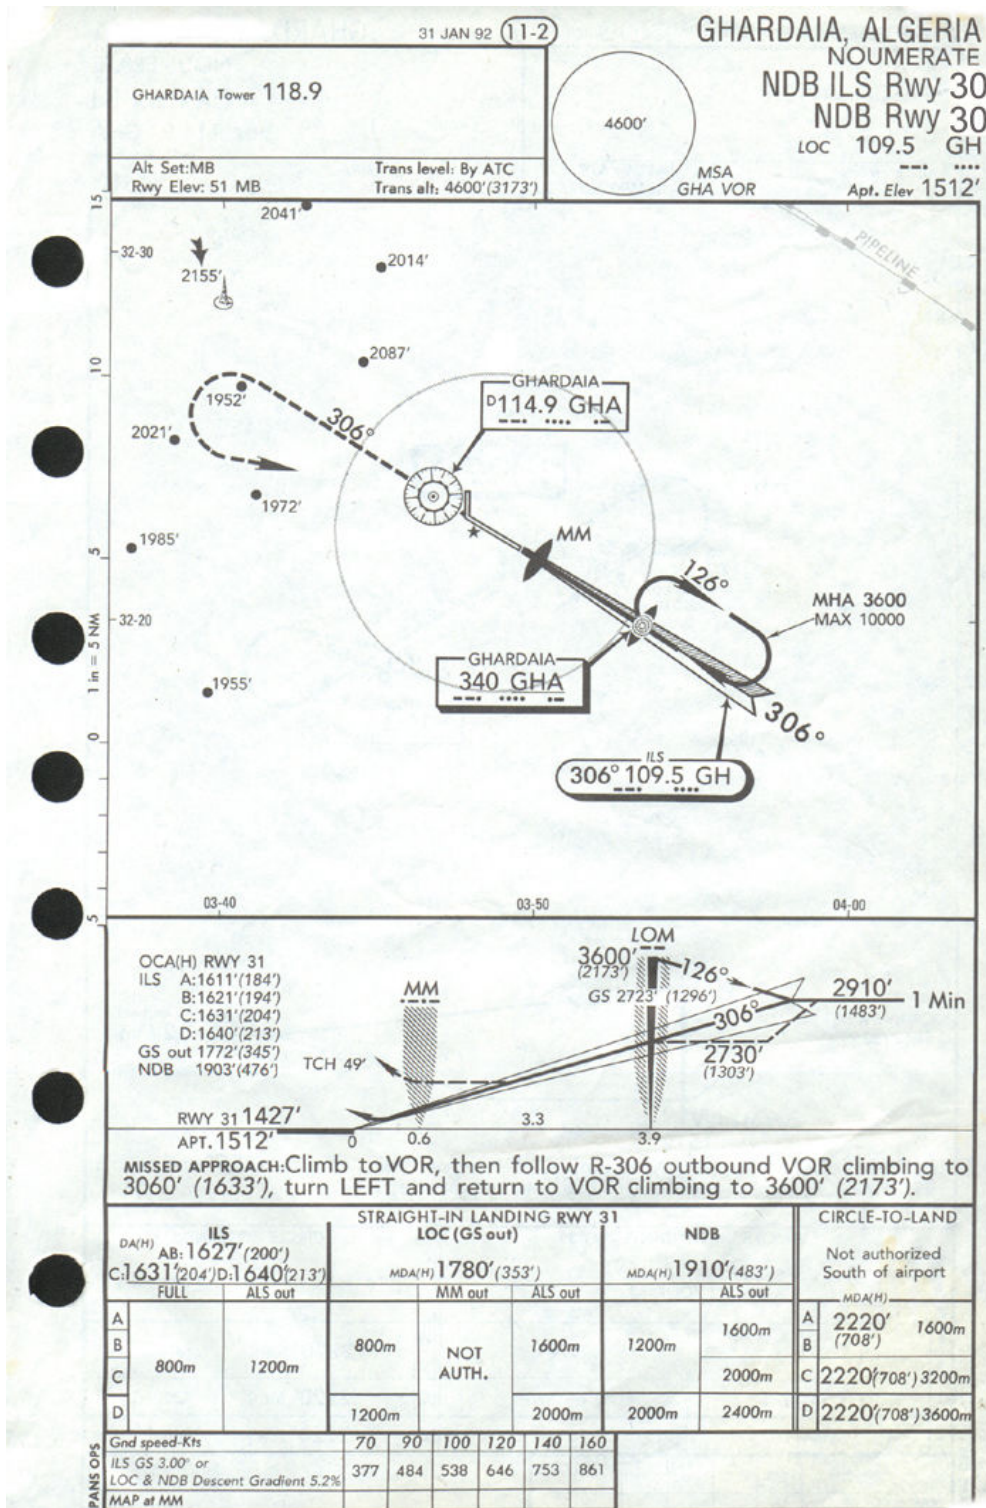 31 JAN 92 11-2
GHARDAIA, ALGERIA
NOUMERATE
NDB ILS Rwy 30
NDB Rwy 30
LOC 109.5 GH
Apt. Elev 1512'
GHARDAIA Tower 118.9
Alt Set:MB
Rwy Elev: 51 MB
Trans level: By ATC
Trans alt: 4600'(3173')
4600'
MSA
GHA VOR
15
2041'
32-30
2155'
2014'
PIPELINE
2087'
10
1952'
306°
GHARDAIA
D114.9 GHA
2021'
1972'
1985'
5
MM
126°
MHA 3600
MAX 10000
32-20
1 in = 5 NM
GHARDAIA
340 GHA
1955'
306°
0
ILS
306° 109.5 GH
03-40
03-50
04-00
5
OCA(H) RWY 31
ILS A:1611'(184')
B:1621'(194')
C:1631'(204')
D:1640'(213')
GS out 1772'(345')
NDB 1903'(476')
MM
LOM
3600'
(2173')
126°
GS 2723' (1296')
306°
2910'
(1483')
1 Min
2730'
(1303')
TCH 49'
RWY 31 1427'
APT. 1512'
0
0.6
3.3
3.9
MISSED APPROACH: Climb to VOR, then follow R-306 outbound VOR climbing to
3060' (1633'), turn LEFT and return to VOR climbing to 3600' (2173').
STRAIGHT-IN LANDING RWY 31
CIRCLE-TO-LAND
ILS
DA(H) AB:1627'(200')
C:1631'(204')D:1640'(213')
LOC (GS out)
MDA(H) 1780'(353')
NDB
MDA(H) 1910'(483')
Not authorized
South of airport
MDA(H)
FULL
ALS out
MM out
ALS out
ALS out
A
B
C
D
800m
1200m
800m
1200m
NOT
AUTH.
1600m
2000m
1200m
2000m
1600m
2000m
2400m
A
B
2220'
(708')
1600m
C 2220'(708') 3200m
D 2220'(708') 3600m
PANS OPS
Gnd speed-Kts 70 90 100 120 140 160
ILS GS 3.00° or
LOC & NDB Descent Gradient 5.2% 377 484 538 646 753 861
MAP at MM